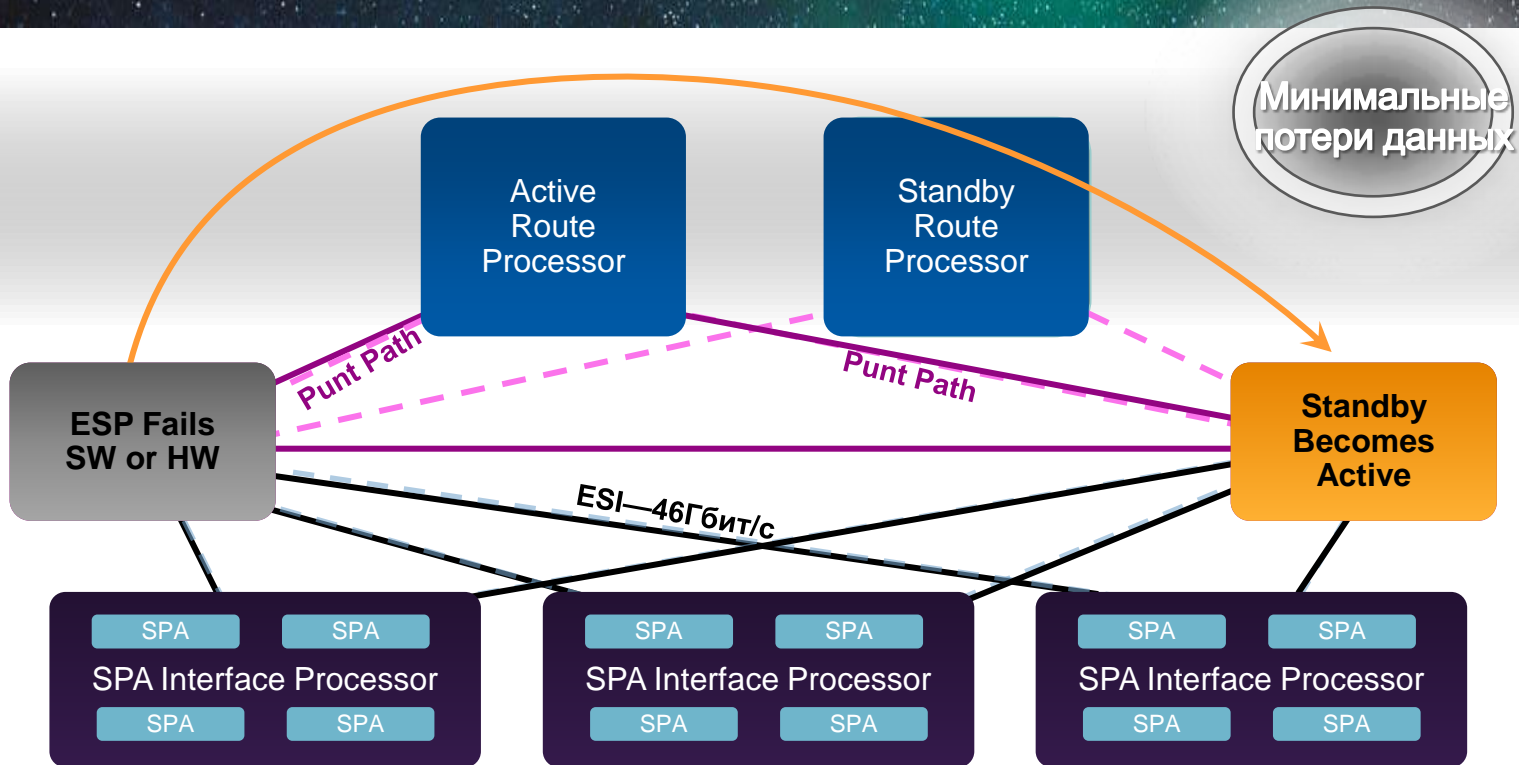 Минимальные
потери данных
Active
Route
Processor
Standby
Route
Processor
Punt Path
Punt Path
ESP Fails
SW or HW
Standby
Becomes
Active
ESI—46Гбит/с
SPA
SPA
SPA Interface Processor
SPA
SPA
SPA
SPA
SPA Interface Processor
SPA
SPA
SPA
SPA
SPA Interface Processor
SPA
SPA